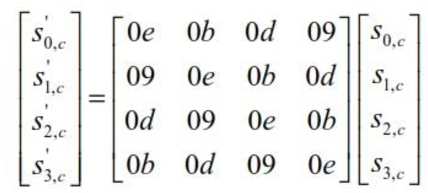 s'0,c = 0e 0b 0d 09 s0,c
s'1,c 09 0e 0b 0d s1,c
s'2,c 0d 09 0e 0b s2,c
s'3,c 0b 0d 09 0e s3,c